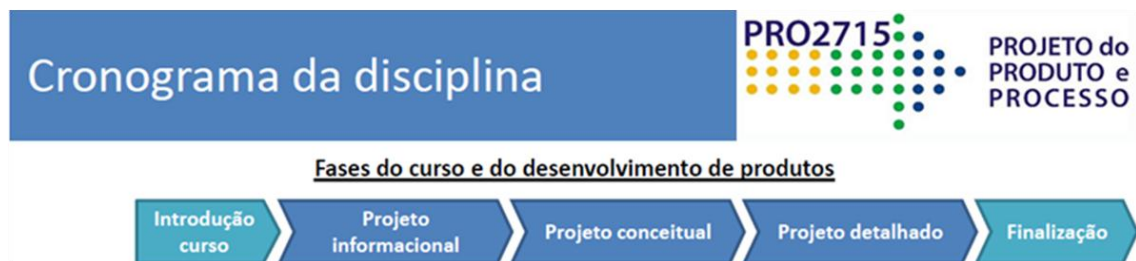 Cronograma da disciplina
PRO2715
PROJETO do
PRODUTO e
PROCESSO
Fases do curso e do desenvolvimento de produtos
Introdução
curso
Projeto
informacional
Projeto conceitual
Projeto detalhado
Finalização